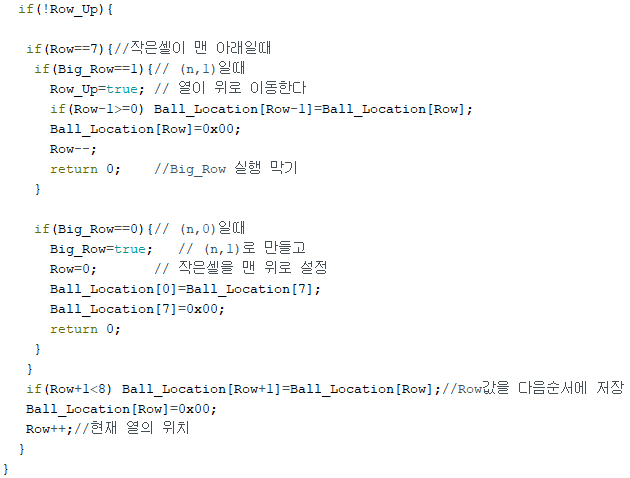 if(!Row_Up){
if(Row==7){//작은셀이 맨 아래일때
if(Big_Row==1){// (n,1)일때
Row_Up=true; // 열이 위로 이동한다
if(Row-1>=0) Ball_Location[Row-1]=Ball_Location[Row];
Ball_Location[Row]=0x00;
Row--;
return 0;    //Big_Row 실행 막기
}
if(Big_Row==0){// (n,0)일때
Big_Row=true;   // (n,1)로 만들고
Row=0;       // 작은셀을 맨 위로 설정
Ball_Location[0]=Ball_Location[7];
Ball_Location[7]=0x00;
return 0;
}
}
if(Row+1<8) Ball_Location[Row+1]=Ball_Location[Row];//Row값을 다음순서에 저장
Ball_Location[Row]=0x00;
Row++;//현재 열의 위치
}
}